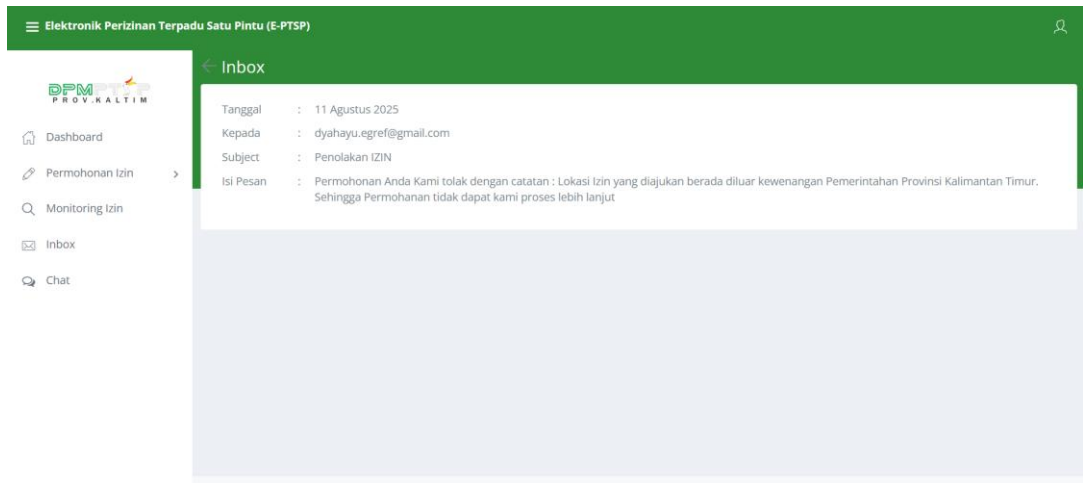 Elektronik Perizinan Terpadu Satu Pintu (E-PTSP)
DPMPTSP
PROV.KALTIM
Dashboard
Permohonan Izin
Monitoring Izin
Inbox
Chat
Inbox
Tanggal : 11 Agustus 2025
Kepada : dyahayu.egref@gmail.com
Subject : Penolakan IZIN
Isi Pesan : Permohonan Anda Kami tolak dengan catatan : Lokasi Izin yang diajukan berada diluar kewenangan Pemerintahan Provinsi Kalimantan Timur.
Sehingga Permohanan tidak dapat kami proses lebih lanjut